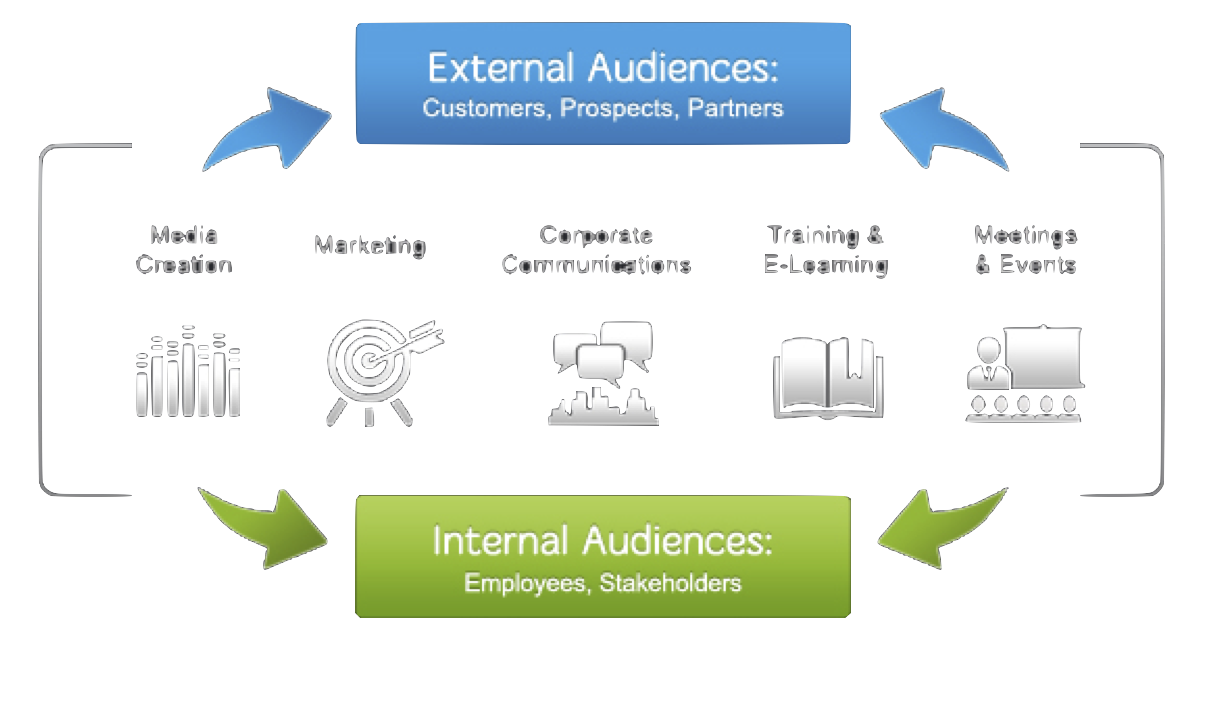 External Audiences:
Customers, Prospects, Partners
Media
Creation
Marketing
Corporate
Communications
Training &
E-Learning
Meetings
& Events
Internal Audiences:
Employees, Stakeholders